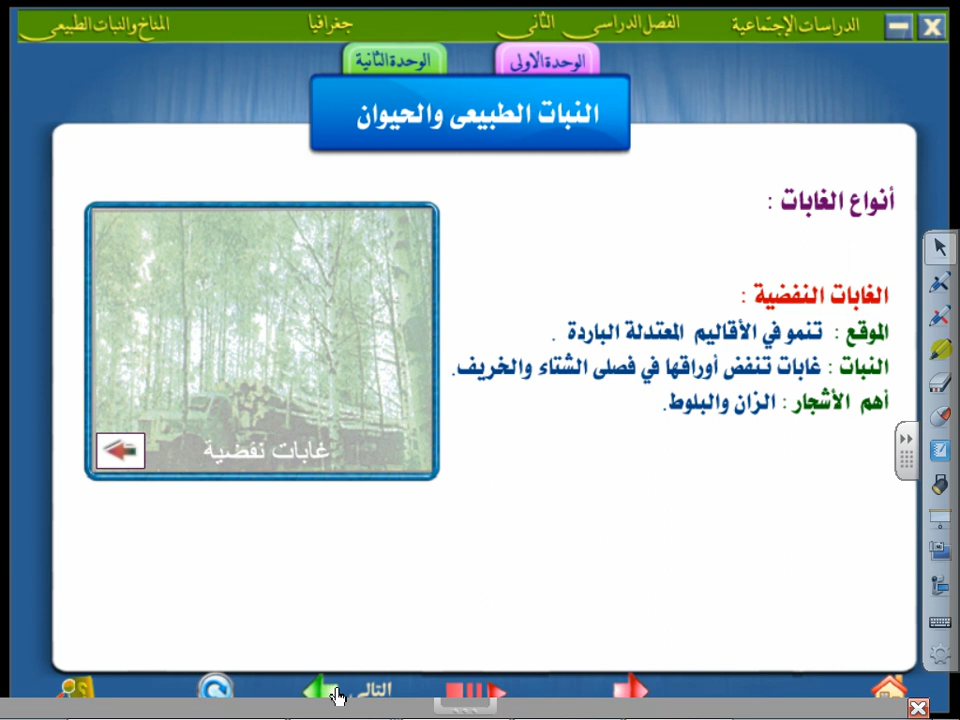 الدراسات الإجتماعية الفصل الدراسى الثانى جغرافيا المناخ والنبات الطبيعى
الوحدة الاولى الوحدة الثانية
النبات الطبيعى والحيوان
أنواع الغابات :
الغابات النفضية :
الموقع : تنمو في الأقاليم المعتدلة الباردة .
النبات : غابات تنفض أوراقها في فصلى الشتاء والخريف.
أهم الأشجار : الزان والبلوط.
غابات نفضية
التالى